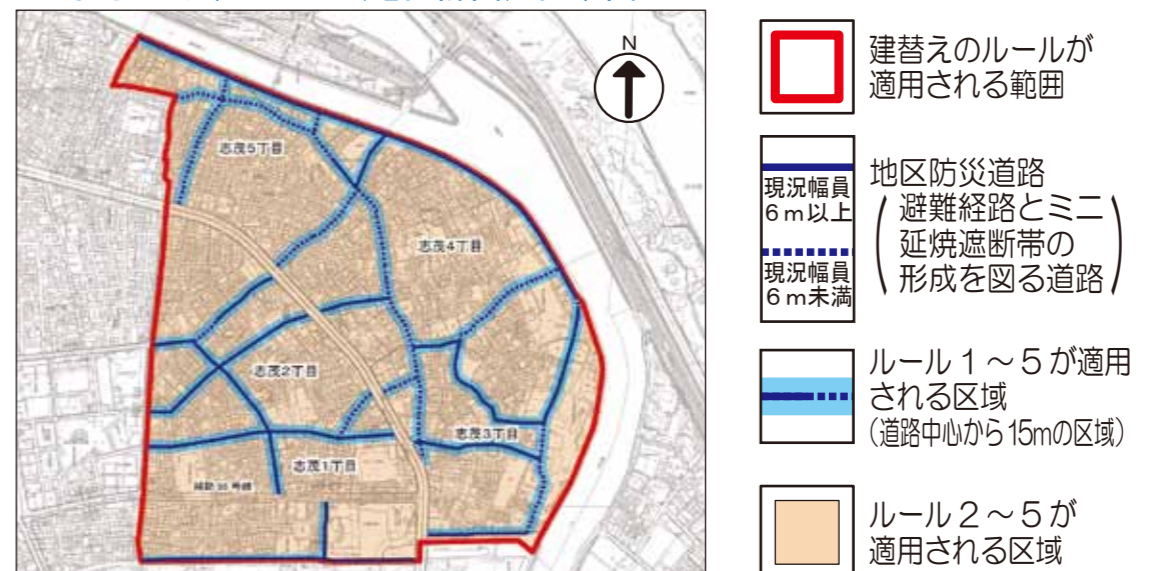 N
志茂5丁目
志茂4丁目
志茂2丁目
志茂3丁目
志茂1丁目
建替えのルールが
適用される範囲
現況幅員
6m以上
現況幅員
6m未満
地区防災道路
(避難経路とミニ
延焼遮断帯の
形成を図る道路)
ルール1~5が適用
される区域
(道路中心から15mの区域)
ルール2~5が
適用される区域